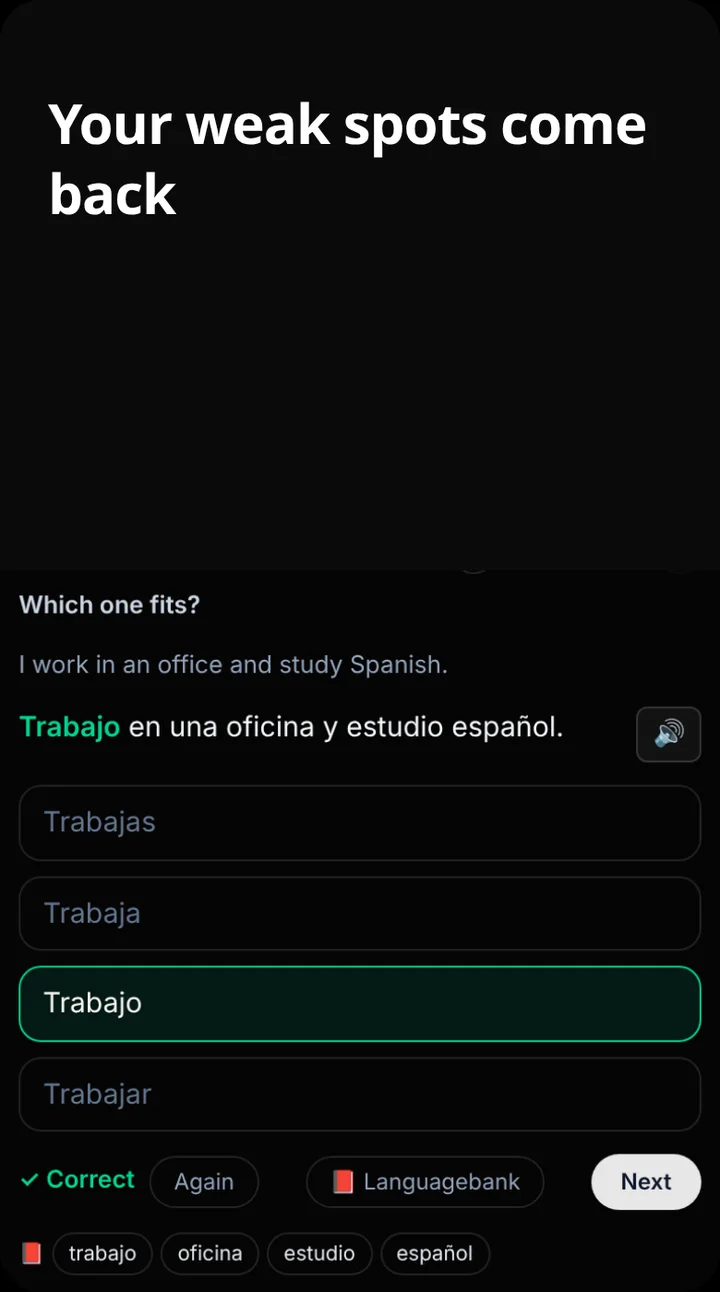 Your weak spots come
back
Which one fits?
I work in an office and study Spanish.
Trabajo en una oficina y estudio español.
Trabajas
Trabaja
Trabajo
Trabajar
✓ Correct Again Languagebank Next
trabajo oficina estudio español